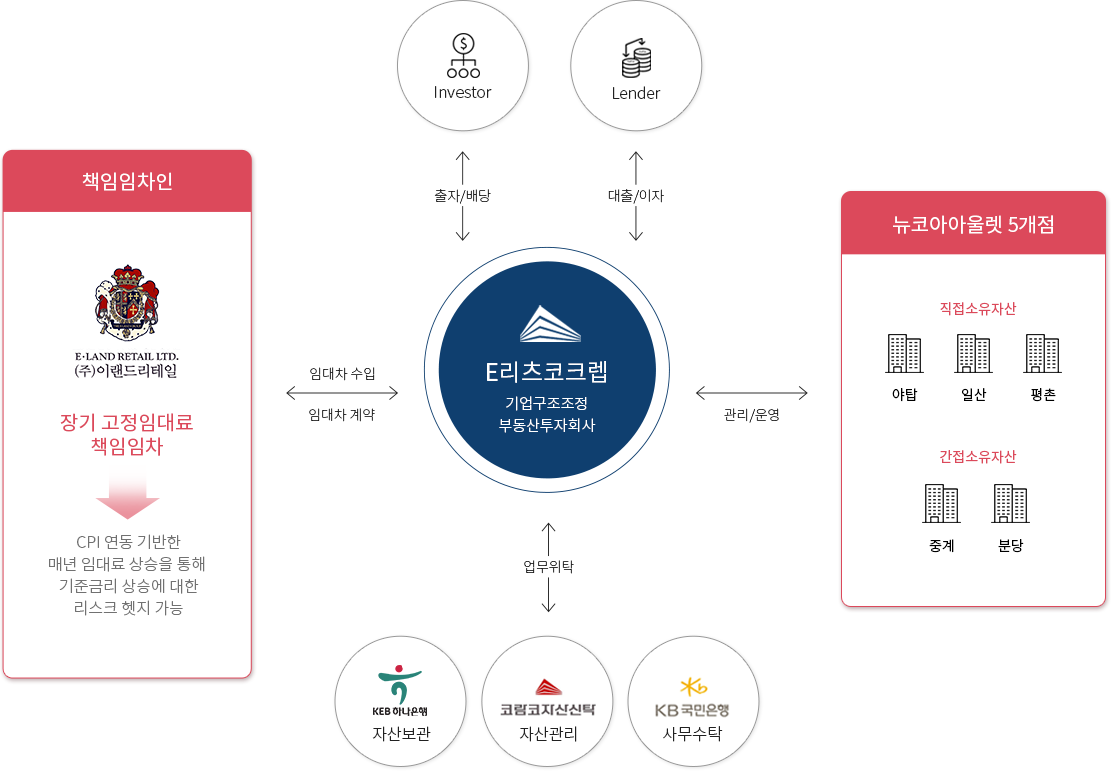 Investor
Lender
출자/배당
대출/이자
책임임차인
E·LAND RETAIL LTD.
(주)이랜드리테일
장기 고정임대료
책임임차
CPI 연동 기반한
매년 임대료 상승을 통해
기준금리 상승에 대한
리스크 헷지 가능
임대차 수입
임대차 계약
E리츠코크렙
기업구조조정
부동산투자회사
관리/운영
뉴코아아울렛 5개점
직접소유자산
야탑
일산
평촌
간접소유자산
중계
분당
업무위탁
KEB 하나은행
자산보관
코람코자산신탁
자산관리
Kb
KB국민은행
사무수탁